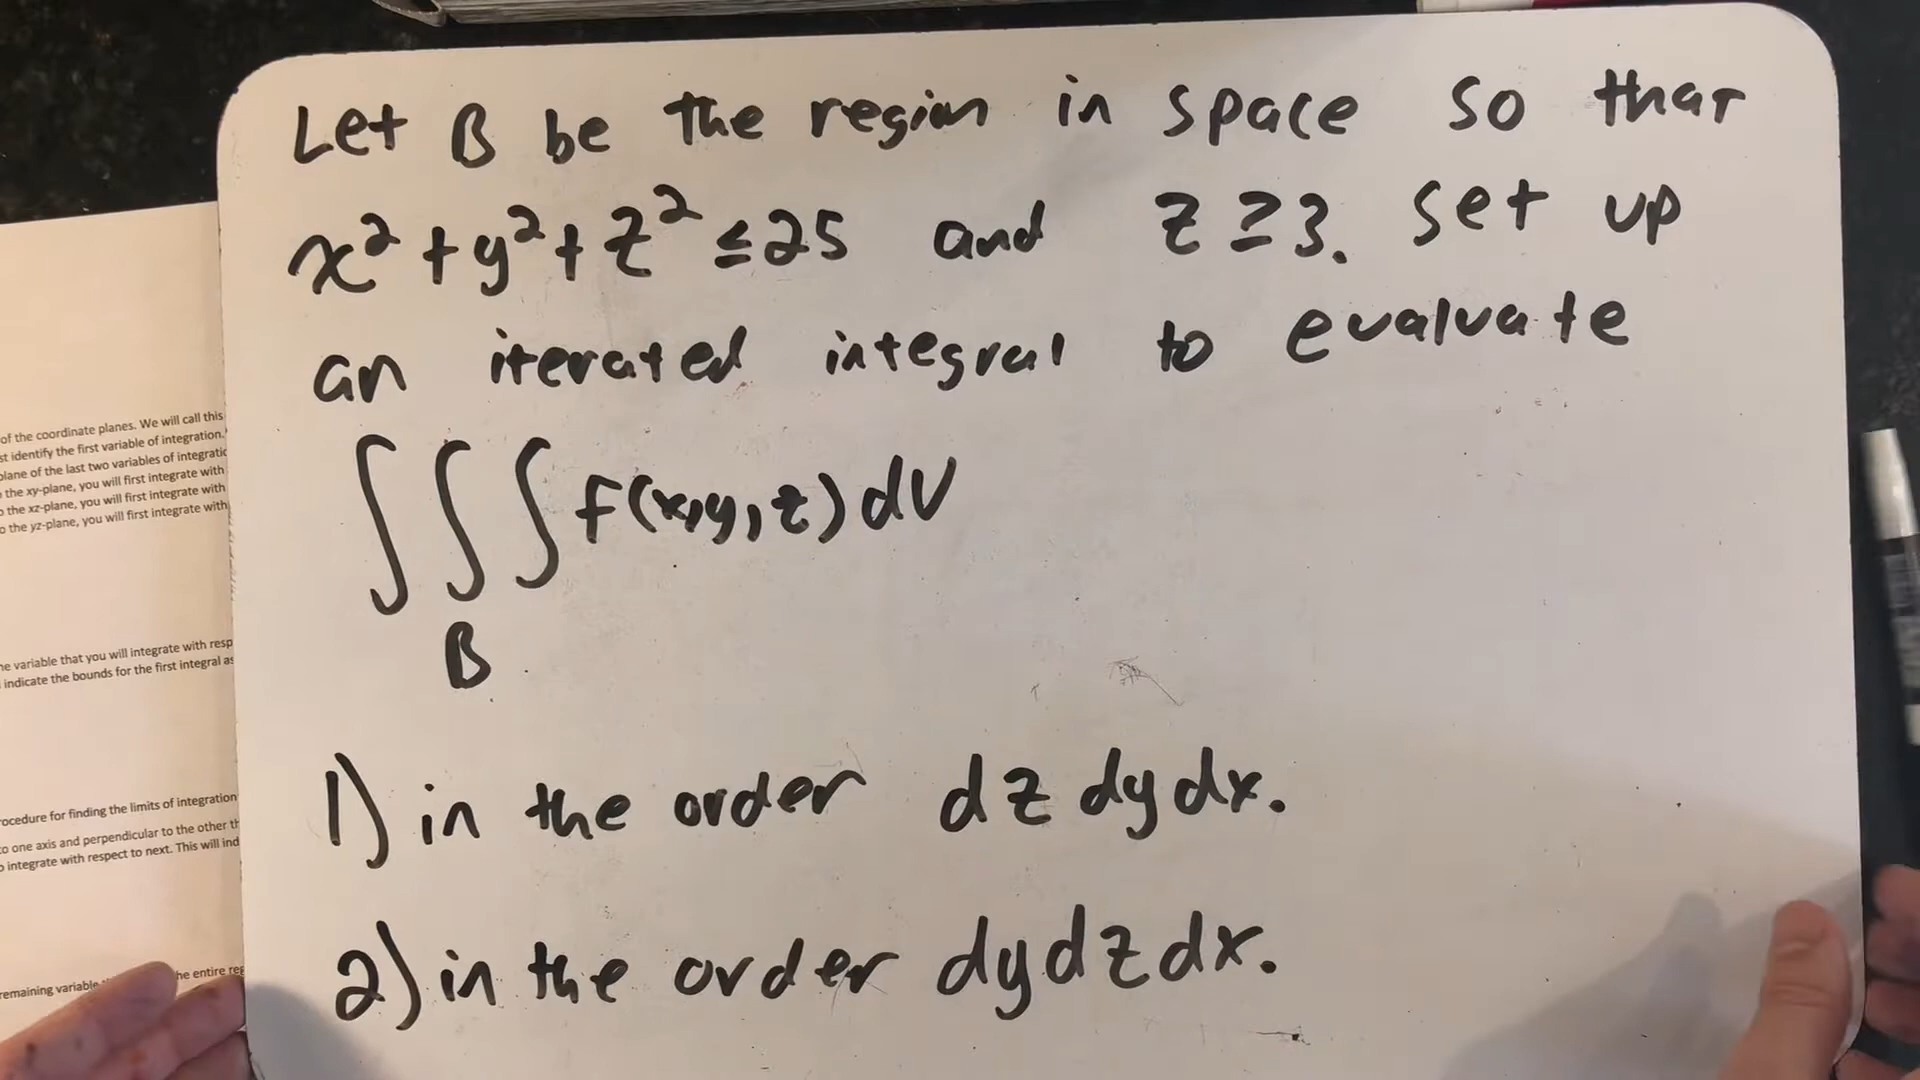 Let B be the region in space so that
x² + y² + z² ≤ 25 and z ≥ 3. Set up
an iterated integral to evaluate
∫∫∫ f(x,y,z) dV
B
1) in the order dz dy dx.
2) in the order dy dz dx.
of the coordinate planes. We will call this
st identify the first variable of integration.
plane of the last two variables of
the xy-plane, you will first integrate with
the xz-plane, you will first integrate with
the yz-plane, you will first integrate with
variable that you will integrate with resp
indicate the bounds for the first integral as
ocedure for finding the limits of integration
to one axis and perpendicular to the other
integrate with respect to next. This will ind
he entire reg
remaining variable